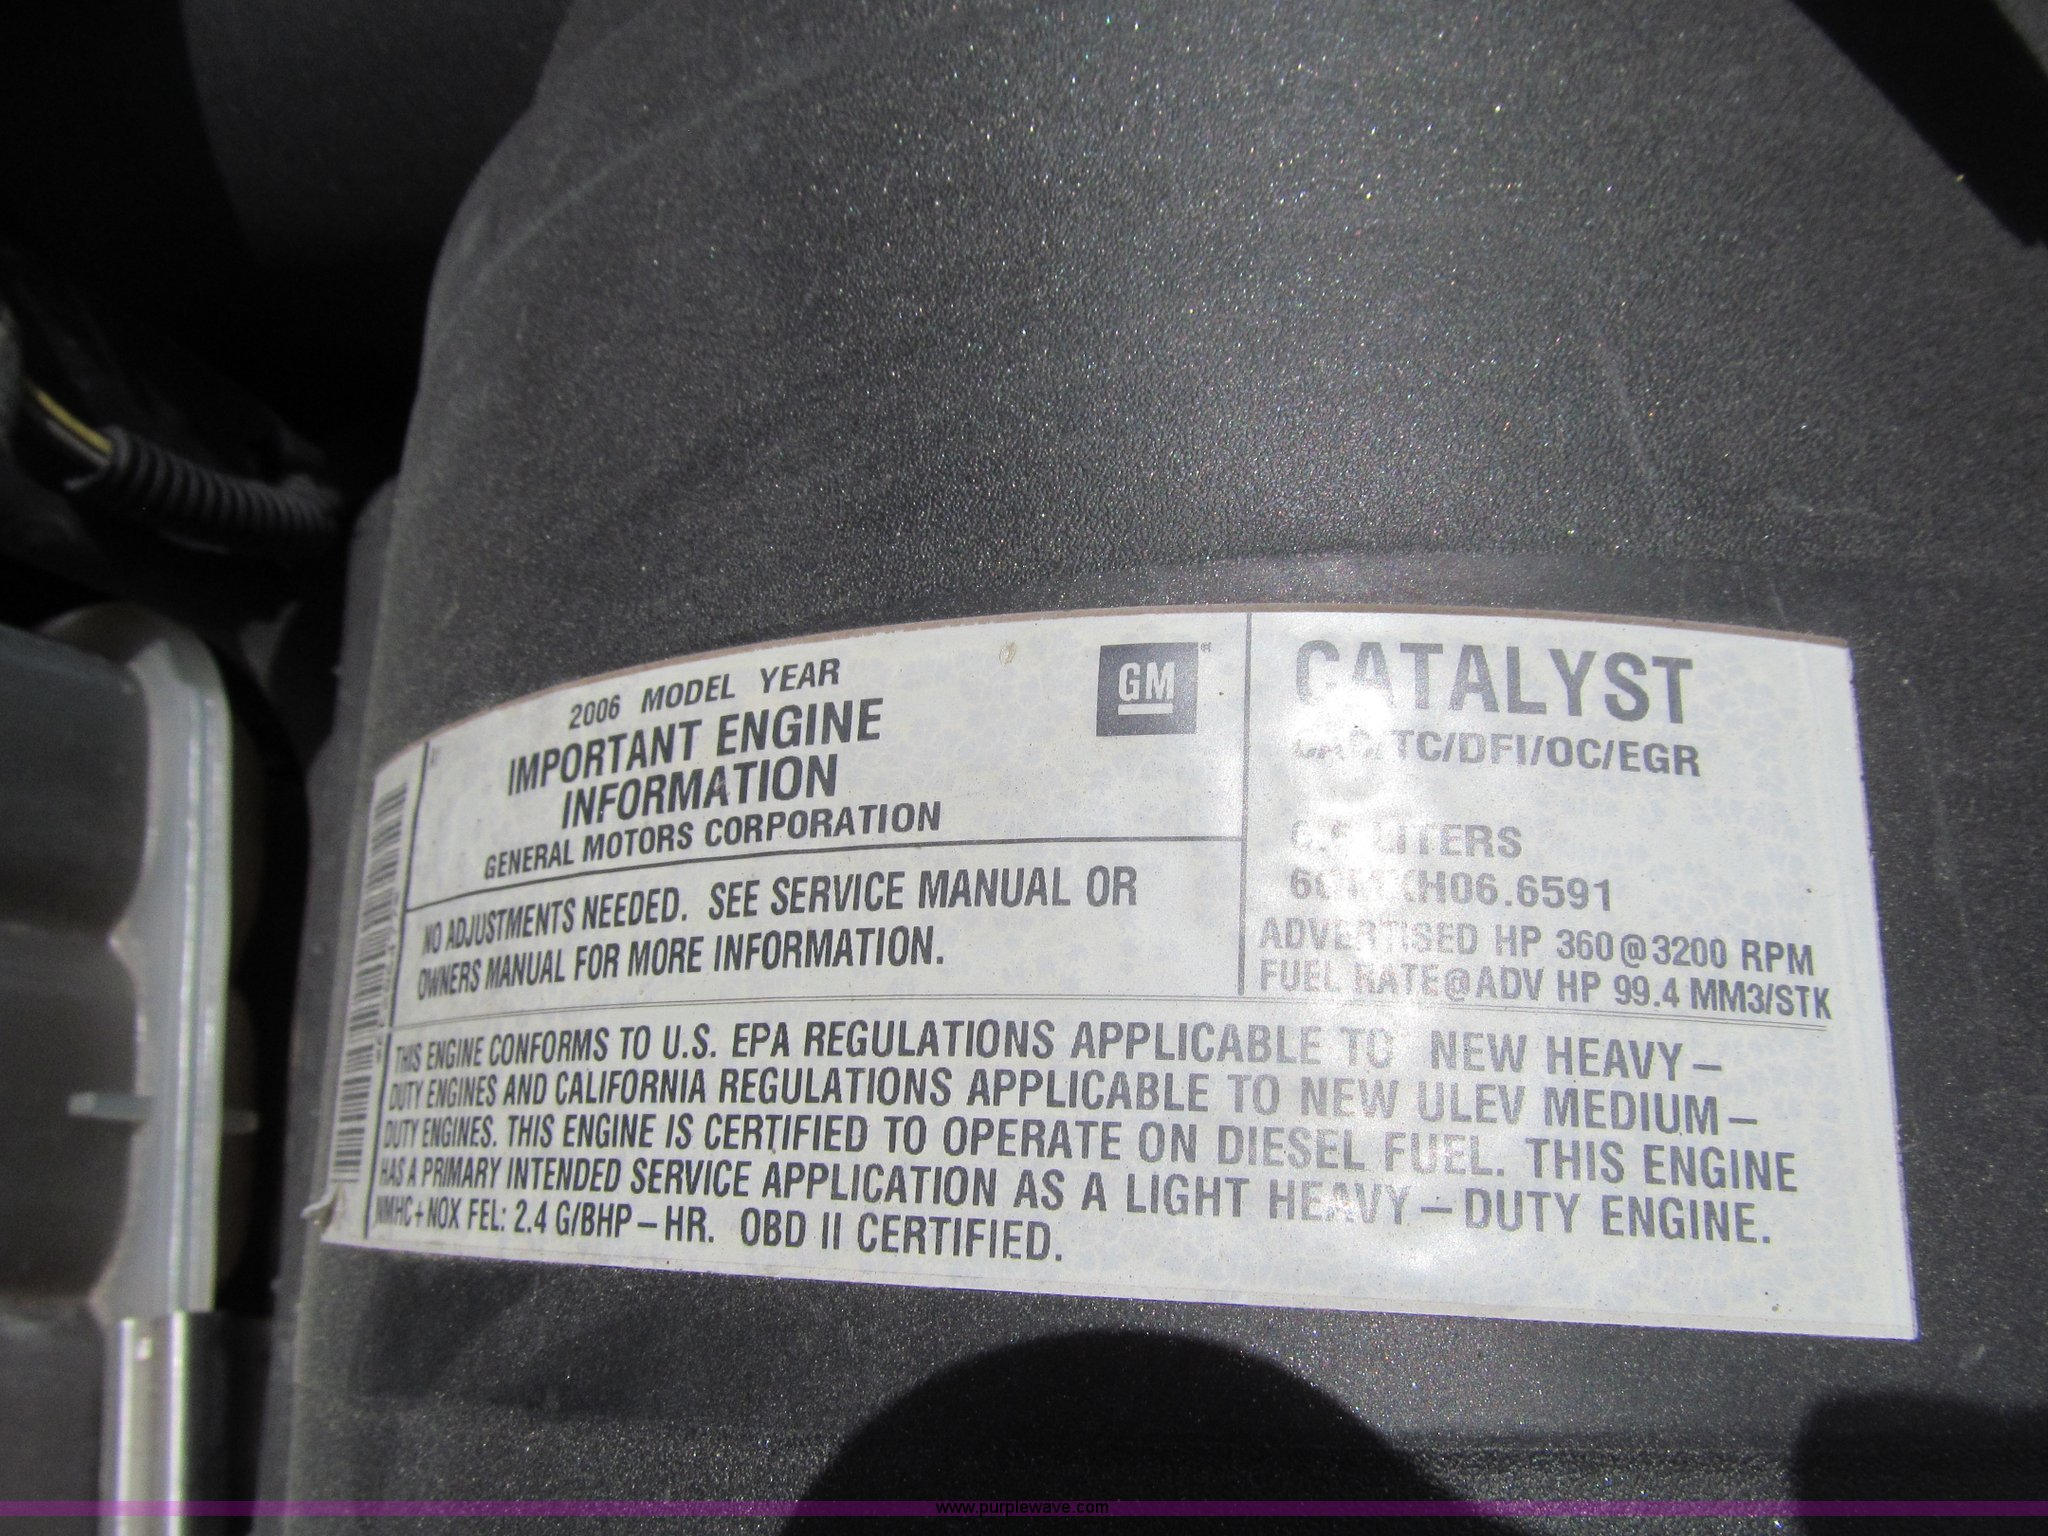 2006 MODEL YEAR
IMPORTANT ENGINE
INFORMATION
GENERAL MOTORS CORPORATION
GM
NO ADJUSTMENTS NEEDED. SEE SERVICE MANUAL OR
OWNERS MANUAL FOR MORE INFORMATION.
CATALYST
TC/DFI/OC/EGR
LITERS
ADVERTISED HP 360@3200 RPM
FUEL RATE@ADV HP 99.4 MM3/STK
THIS ENGINE CONFORMS TO U.S. EPA REGULATIONS APPLICABLE TO NEW HEAVY–
DUTY ENGINES AND CALIFORNIA REGULATIONS APPLICABLE TO NEW ULEV MEDIUM–
DUTY ENGINES. THIS ENGINE IS CERTIFIED TO OPERATE ON DIESEL FUEL. THIS ENGINE
HAS A PRIMARY INTENDED SERVICE APPLICATION AS A LIGHT HEAVY–DUTY ENGINE.
NMHC+NOX FEL: 2.4 G/BHP–HR. OBD II CERTIFIED.
www.purplewave.com